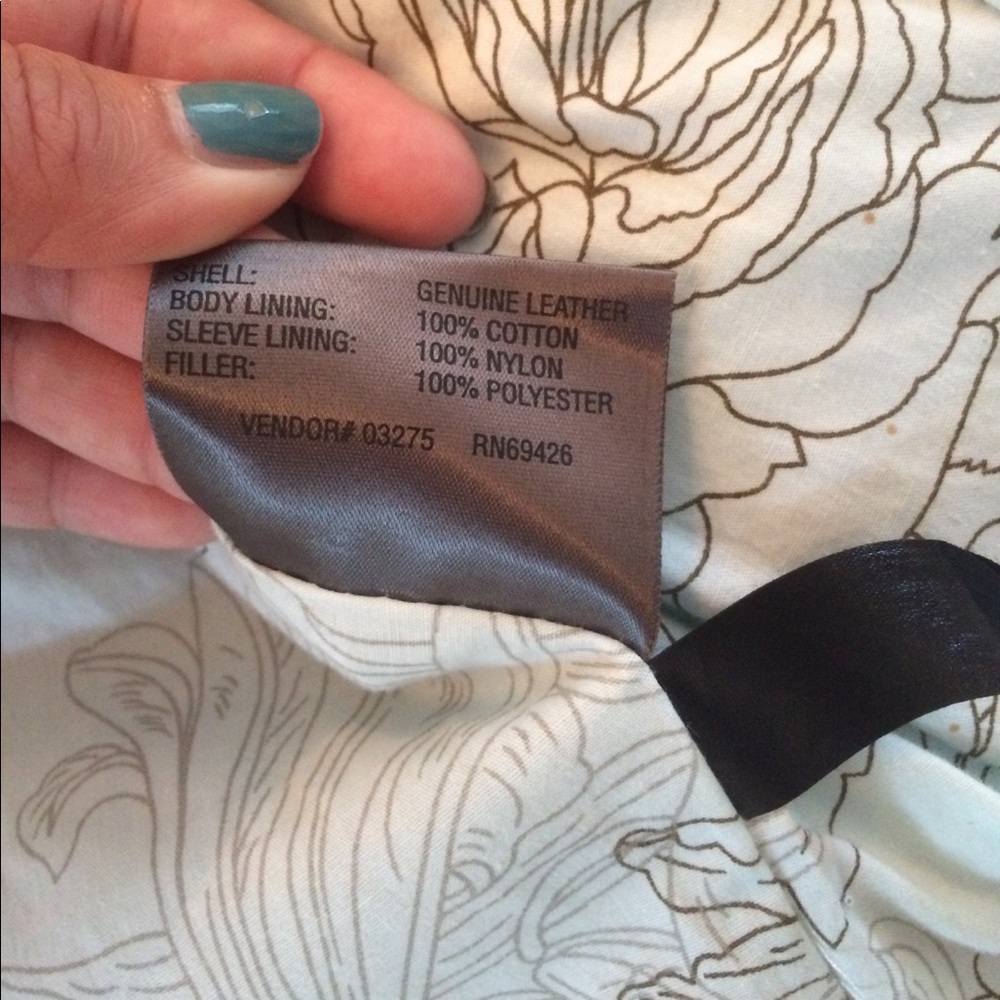 SHELL: GENUINE LEATHER
BODY LINING: 100% COTTON
SLEEVE LINING: 100% NYLON
FILLER: 100% POLYESTER
VENDOR# 03275 RN69426